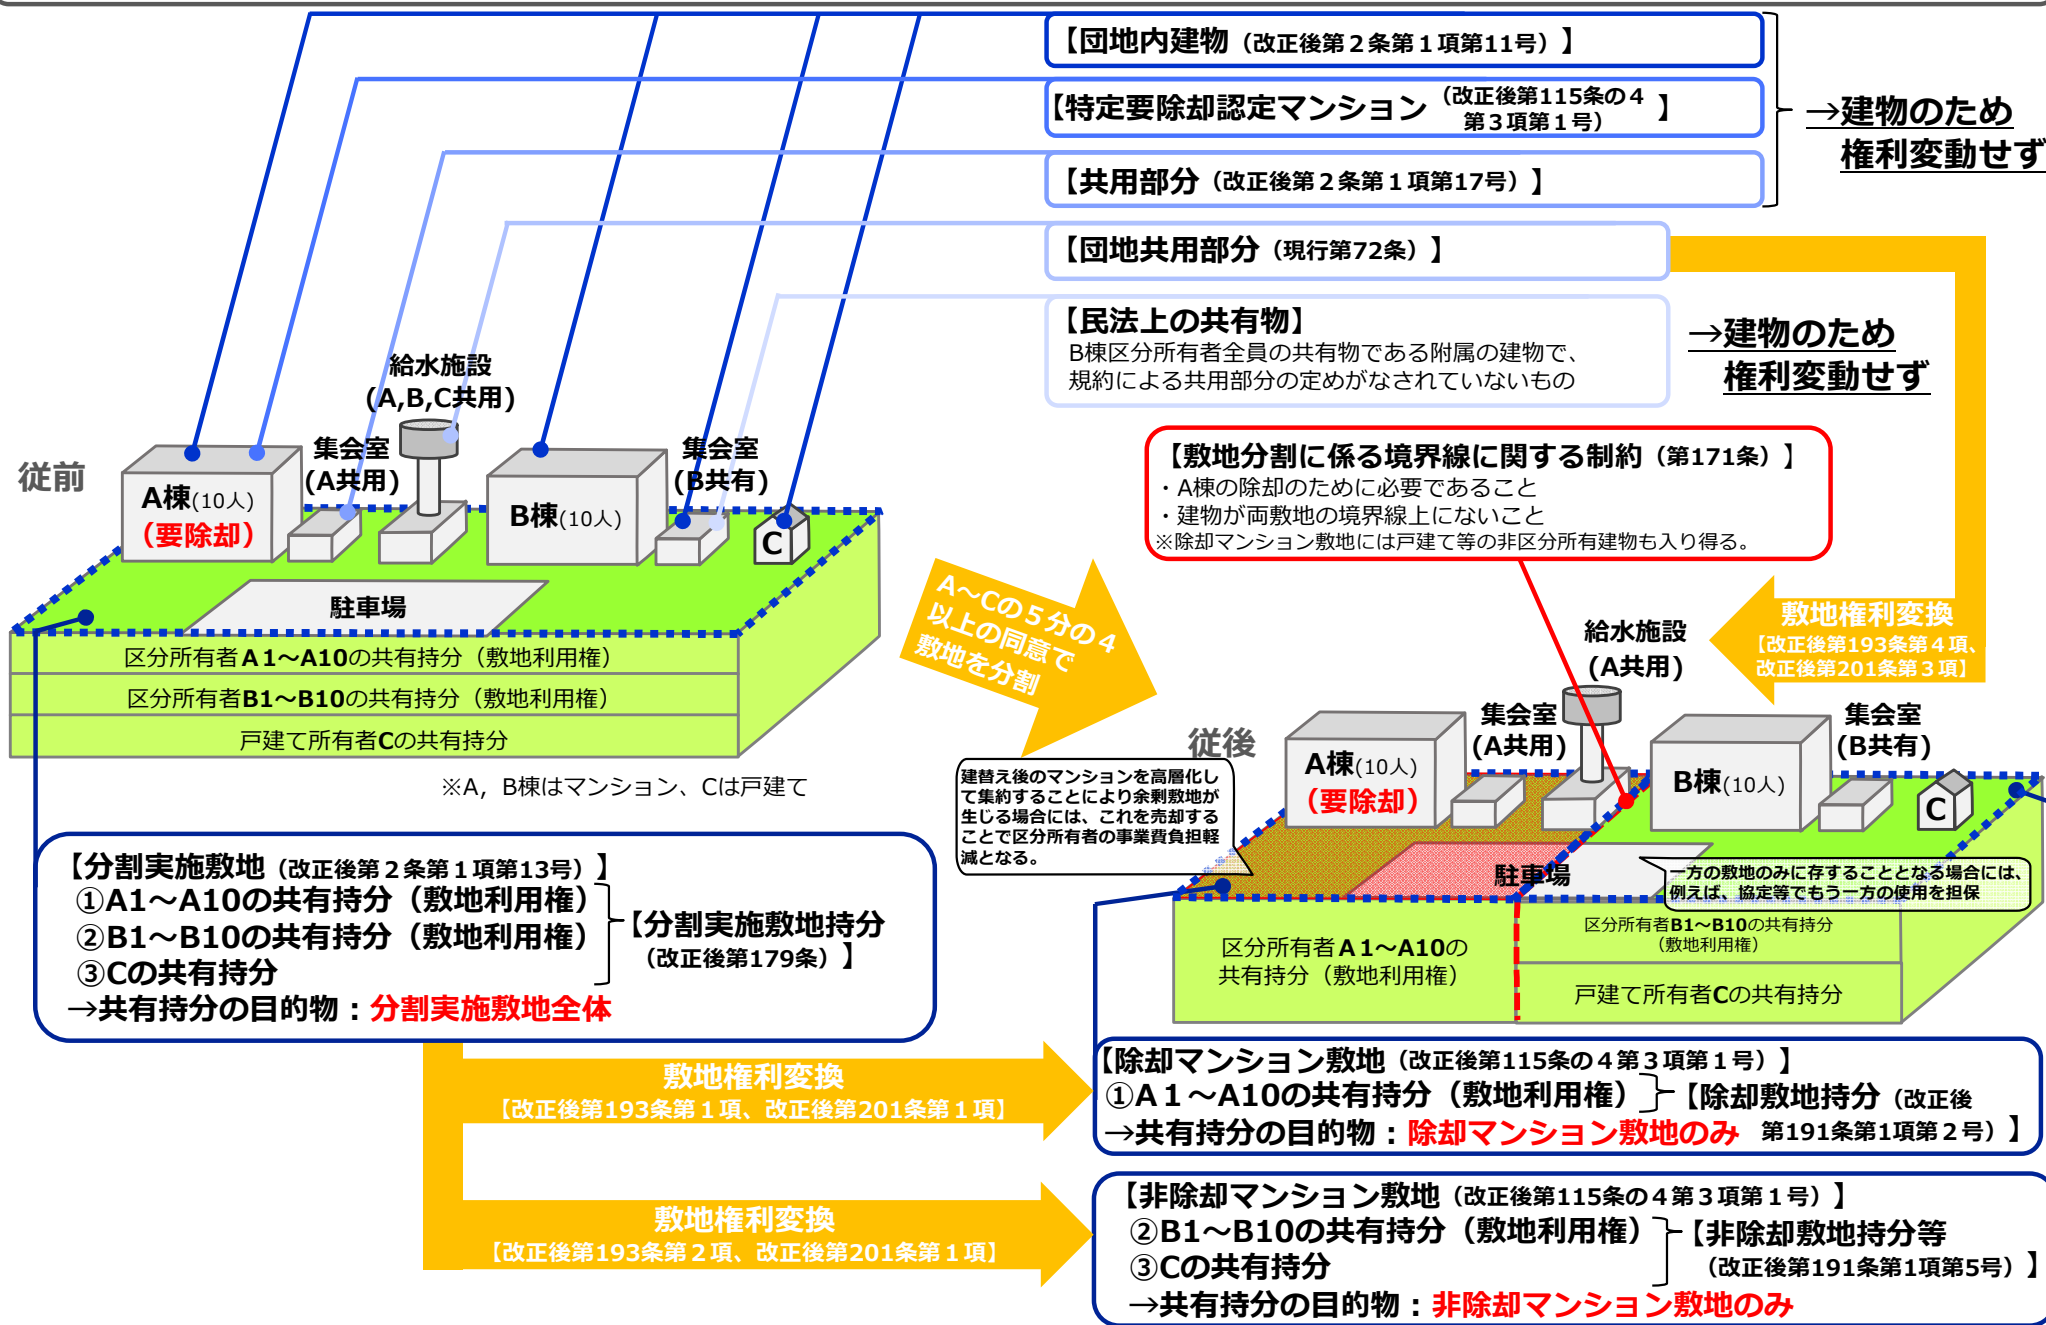 【団地内建物（改正後第２条第１項第11号）】
【特定要除却認定マンション（改正後第115条の４
第３項第１号）】
【共用部分（改正後第２条第１項第17号）】
→建物のため
権利変動せず
【団地共用部分（現行第72条）】
【民法上の共有物】
B棟区分所有者全員の共有物である附属の建物で、
規約による共用部分の定めがなされていないもの
→建物のため
権利変動せず
従前
給水施設
(A,B,C共用)
集会室
(A共用)
集会室
(B共有)
A棟(10人)
（要除却）
B棟(10人)
C
駐車場
区分所有者Ａ1～A10の共有持分（敷地利用権）
区分所有者B1～B10の共有持分（敷地利用権）
戸建て所有者Cの共有持分
※A，B棟はマンション、Cは戸建て
【敷地分割に係る境界線に関する制約（第171条）】
・A棟の除却のために必要であること
・建物が両敷地の境界線上にないこと
※除却マンション敷地には戸建て等の非区分所有建物も入り得る。
A～Cの５分の４
以上の同意で
敷地を分割
敷地権利変換
【改正後第193条第４項、
改正後第201条第３項】
従後
給水施設
(A共用)
集会室
(A共用)
集会室
(B共有)
A棟(10人)
（要除却）
B棟(10人)
C
駐車場
建替え後のマンションを高層化し
て集約することにより余剰敷地が
生じる場合には、これを売却する
ことで区分所有者の事業費負担軽
減となる。
一方の敷地のみに存することとなる場合には、
例えば、協定等でもう一方の使用を担保
区分所有者Ａ1～A10の
共有持分（敷地利用権）
区分所有者B1～B10の共有持分
（敷地利用権）
戸建て所有者Cの共有持分
【分割実施敷地（改正後第２条第１項第13号）】
①A1～A10の共有持分（敷地利用権）
②B1～B10の共有持分（敷地利用権）
③Cの共有持分
【分割実施敷地持分
（改正後第179条）】
→共有持分の目的物：分割実施敷地全体
敷地権利変換
【改正後第193条第１項、改正後第201条第１項】
【除却マンション敷地（改正後第115条の４第３項第１号）】
①A１～A10の共有持分（敷地利用権）
【除却敷地持分（改正後
第191条第1項第２号）】
→共有持分の目的物：除却マンション敷地のみ
敷地権利変換
【改正後第193条第２項、改正後第201条第１項】
【非除却マンション敷地（改正後第115条の４第３項第１号）】
②B1～B10の共有持分（敷地利用権）
③Cの共有持分
【非除却敷地持分等
（改正後第191条第1項第5号）】
→共有持分の目的物：非除却マンション敷地のみ